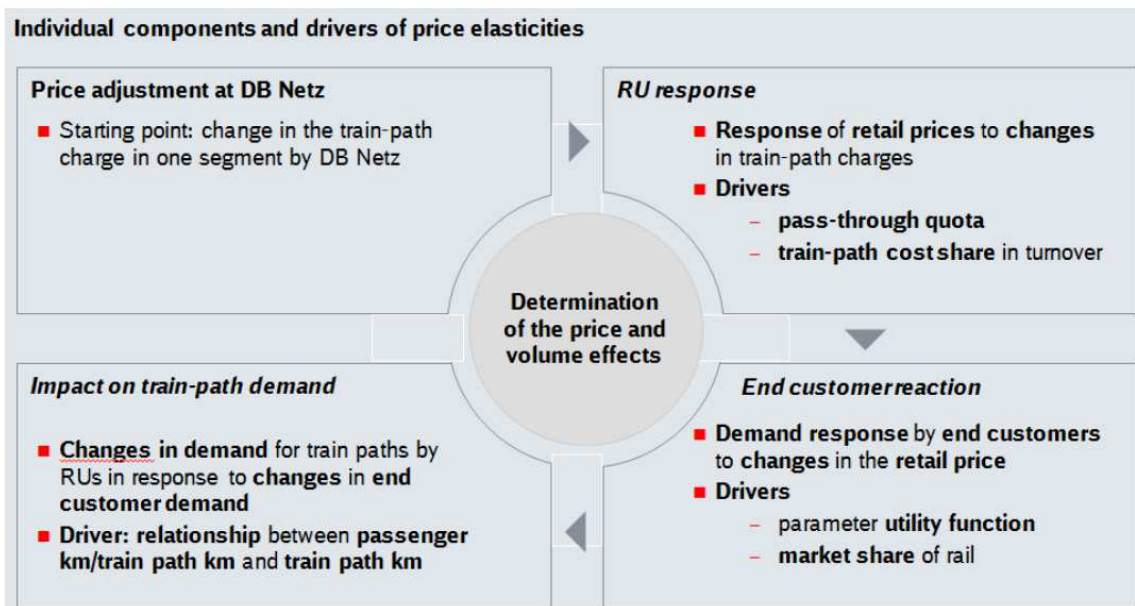 Individual components and drivers of price elasticities
Price adjustment at DB Netz
■ Starting point: change in the train-path
charge in one segment by DB Netz
RU response
■ Response of retail prices to changes
in train-path charges
■ Drivers
– pass-through quota
– train-path cost share in turnover
Determination
of the price and
volume effects
Impact on train-path demand
■ Changes in demand for train paths by
RUs in response to changes in end
customer demand
■ Driver: relationship between passenger
km/train path km and train path km
End customer reaction
■ Demand response by end customers
to changes in the retail price
■ Drivers
– parameter utility function
– market share of rail